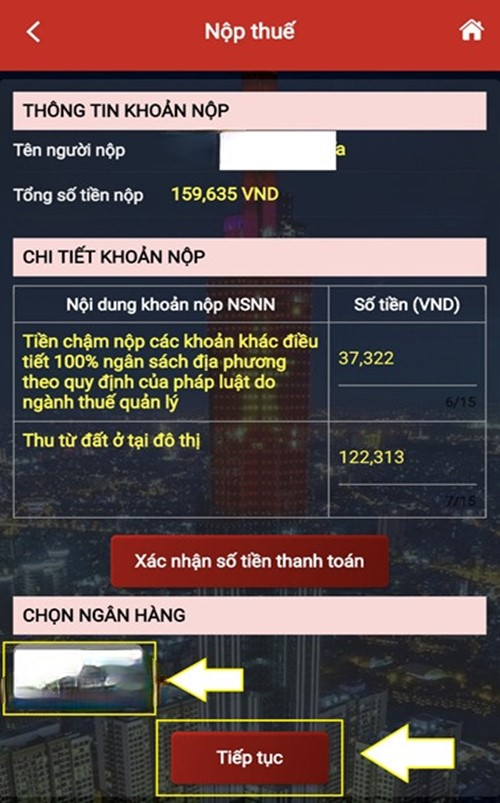 Nộp thuế
THÔNG TIN KHOẢN NỘP
Tên người nộp a
Tổng số tiền nộp 159,635 VND
CHI TIẾT KHOẢN NỘP
Nội dung khoản nộp NSNN Số tiền (VND)
Tiền chậm nộp các khoản khác điều
tiết 100% ngân sách địa phương
theo quy định của pháp luật do
ngành thuế quản lý
37,322
6/15
Thu từ đất ở tại đô thị
122,313
7/15
Xác nhận số tiền thanh toán
CHỌN NGÂN HÀNG
Tiếp tục